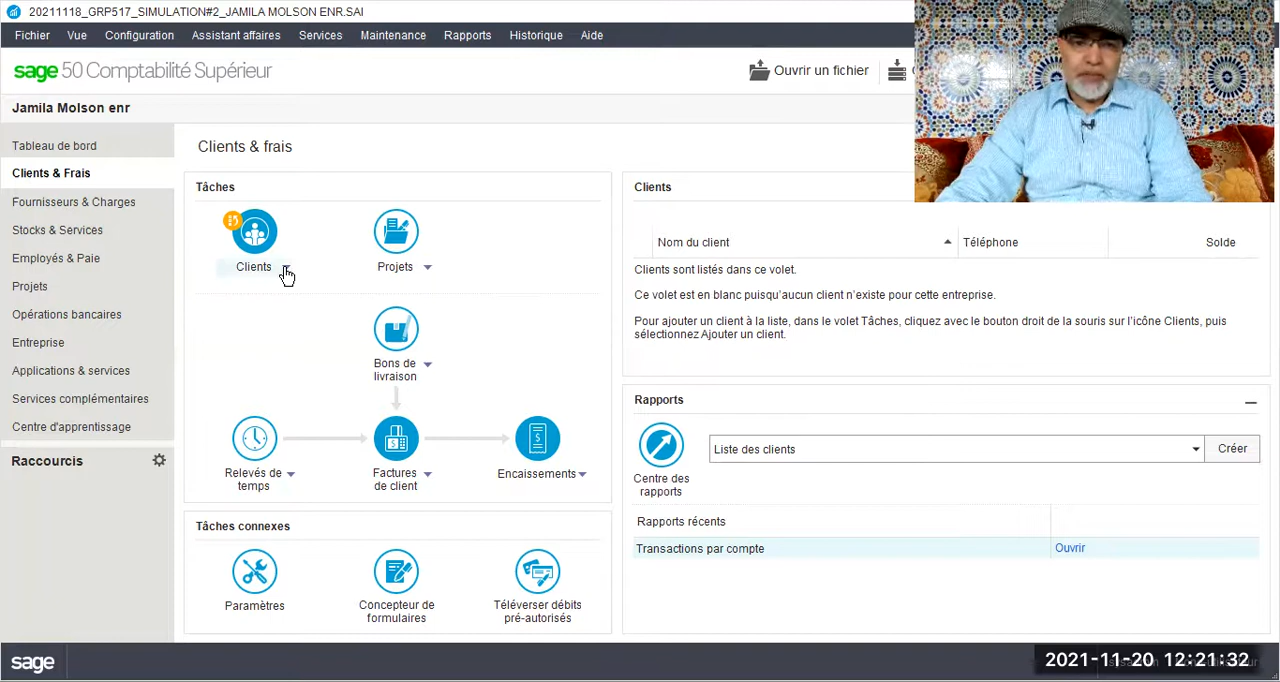 20211118_GRP517_SIMULATION#2_JAMILA MOLSON ENR.SAI
Fichier Vue Configuration Assistant affaires Services Maintenance Rapports Historique Aide
sage 50 Comptabilité Supérieur
Ouvrir un fichier
Jamila Molson enr
Tableau de bord
Clients & Frais
Fournisseurs & Charges
Stocks & Services
Employés & Paie
Projets
Opérations bancaires
Entreprise
Applications & services
Services complémentaires
Centre d'apprentissage
Raccourcis
Clients & frais
Tâches
Clients
Projets
Bons de
livraison
Relevés de
temps
Factures
de client
Encaissements
Tâches connexes
Paramètres
Concepteur de
formulaires
Téléverser débits
pré-autorisés
Clients
Nom du client Téléphone Solde
Clients sont listés dans ce volet.
Ce volet est en blanc puisqu'aucun client n'existe pour cette entreprise.
Pour ajouter un client à la liste, dans le volet Tâches, cliquez avec le bouton droit de la souris sur l'icône Clients, puis
sélectionnez Ajouter un client.
Rapports
Centre des
rapports
Liste des clients
Créer
Rapports récents
Transactions par compte Ouvrir
sage
2021-11-20 12:21:32